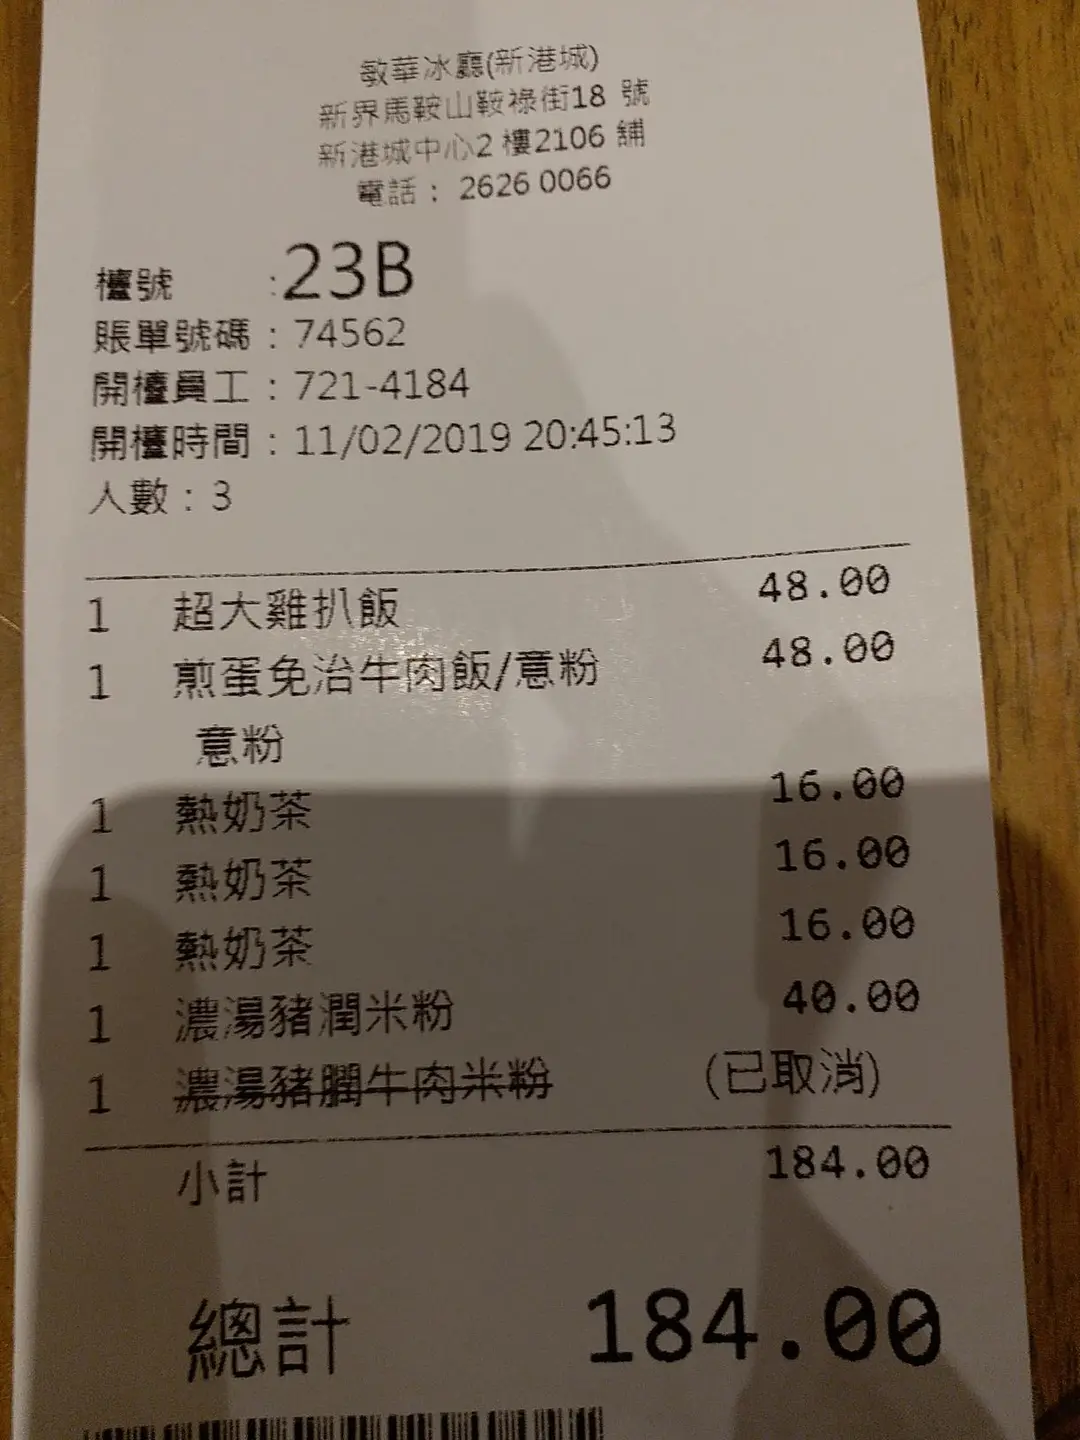 敏華冰廳(新港城)
新界馬鞍山鞍祿街18 號
新港城中心2 樓2106 舖
電話： 2626 0066
檯號 :23B
賬單號碼：74562
開檯員工：721-4184
開檯時間：11/02/2019 20:45:13
人數：3
1 超大雞扒飯 48.00
1 煎蛋免治牛肉飯/意粉 48.00
意粉
1 熱奶茶 16.00
1 熱奶茶 16.00
1 熱奶茶 16.00
1 濃湯豬潤米粉 40.00
1 濃湯豬膶牛肉米粉 (已取消)
小計 184.00
總計 184.00